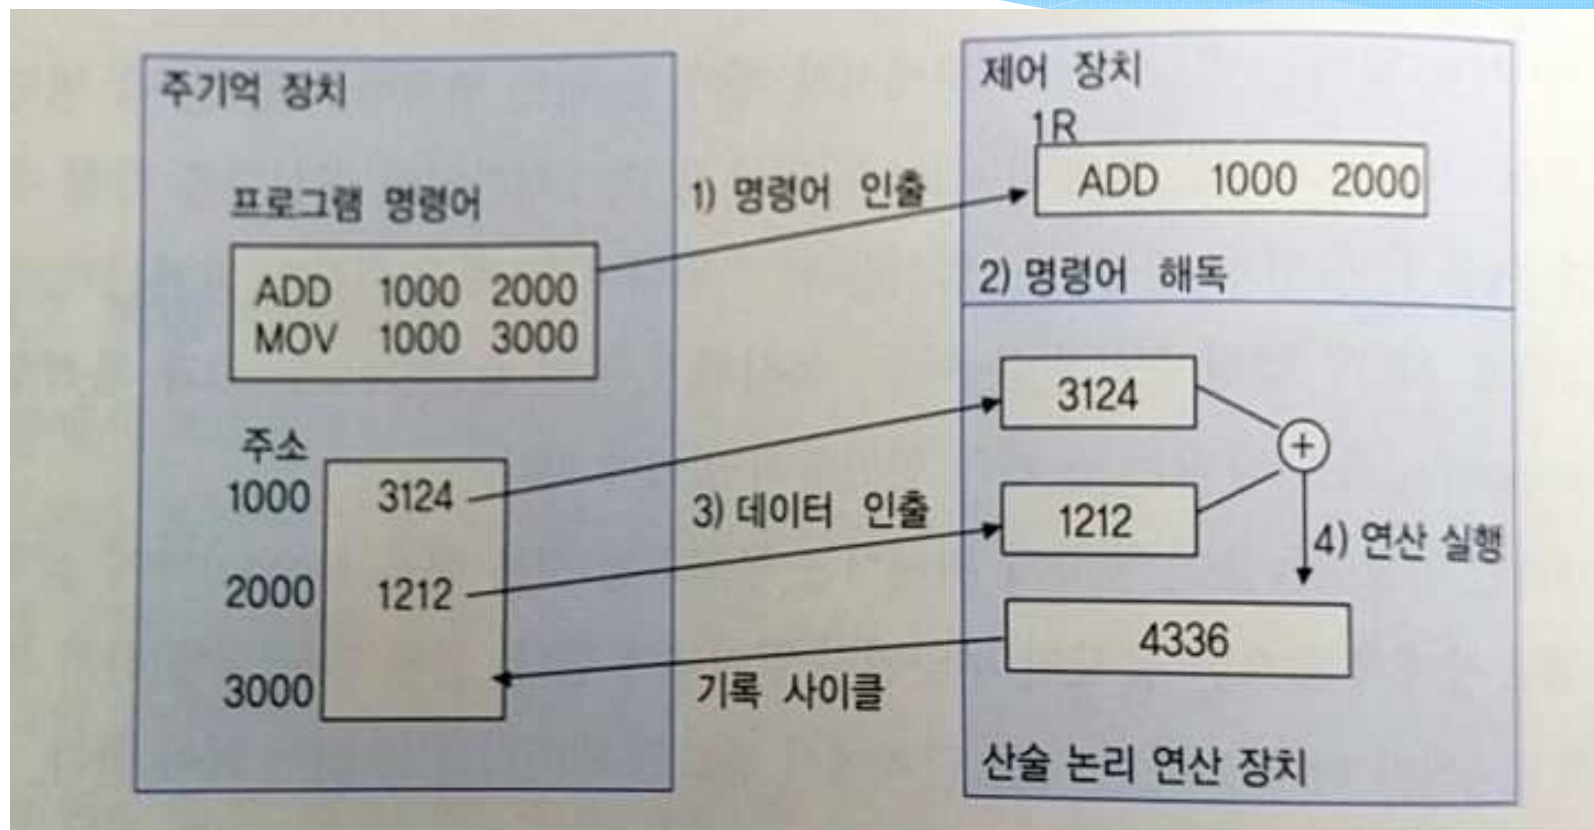 주기억 장치
프로그램 명령어
ADD 1000 2000
MOV 1000 3000
주소
1000 3124
2000 1212
3000
1) 명령어 인출
3) 데이터 인출
기록 사이클
제어 장치
1R
ADD 1000 2000
2) 명령어 해독
3124
+
1212
4) 연산 실행
4336
산술 논리 연산 장치